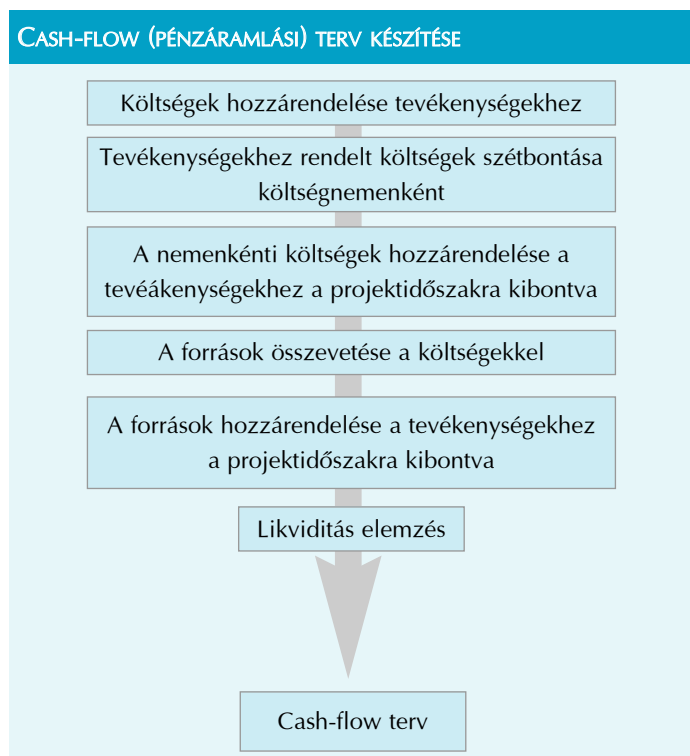 CASH-FLOW (PÉNZÁRAMLÁSI) TERV KÉSZÍTÉSE
Költségek hozzárendelése tevékenységekhez
Tevékenységekhez rendelt költségek szétbontása
költségnemenként
A nemenkénti költségek hozzárendelése a
tevéákenységekhez a projektidőszakra kibontva
A források összevetése a költségekkel
A források hozzárendelése a tevékenységekhez
a projektidőszakra kibontva
Likviditás elemzés
Cash-flow terv